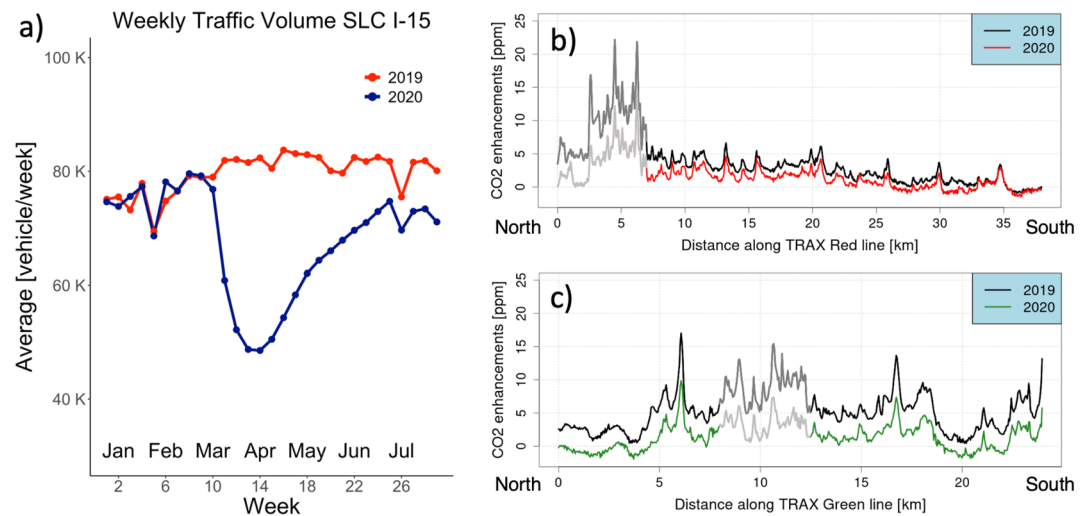 a)
Weekly Traffic Volume SLC I-15
Average [vehicle/week]
100 K
80 K
60 K
40 K
2019
2020
Jan Feb Mar Apr May Jun Jul
2 6 10 14 18 22 26
Week
b)
CO2 enhancements [ppm]
25
20
15
10
5
0
2019
2020
0 5 10 15 20 25 30 35
North
Distance along TRAX Red line [km]
South
c)
CO2 enhancements [ppm]
25
20
15
10
5
0
2019
2020
0 5 10 15 20
North
Distance along TRAX Green line [km]
South